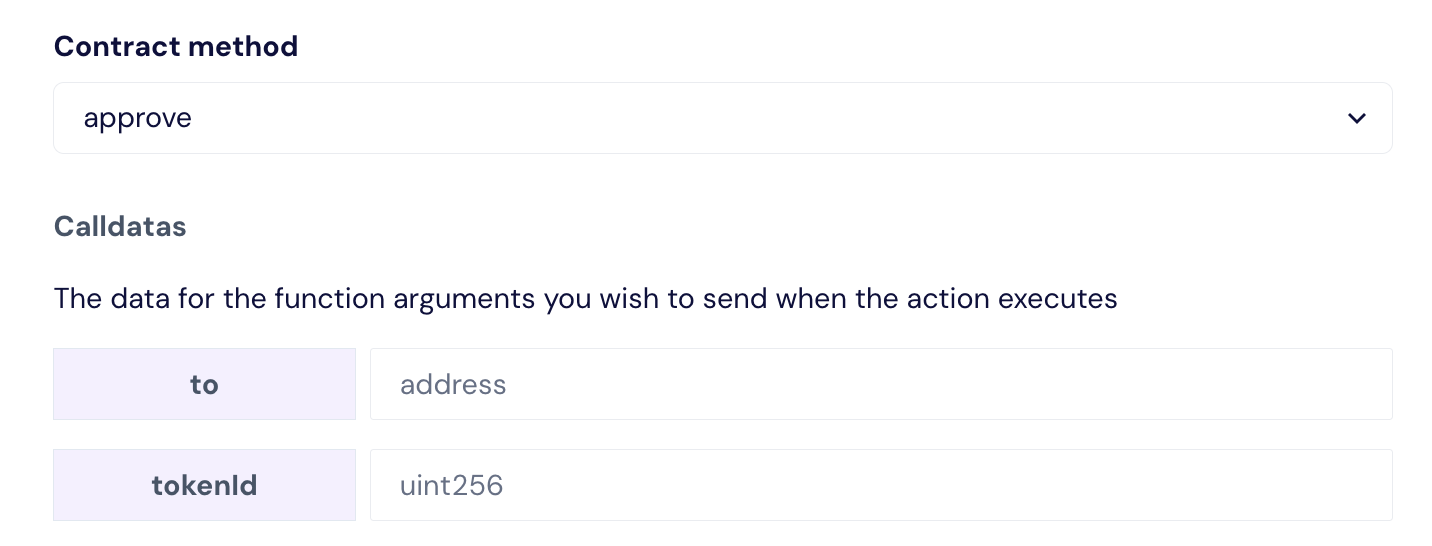 Contract method
approve
Calldatas
The data for the function arguments you wish to send when the action executes
to
address
tokenId
uint256